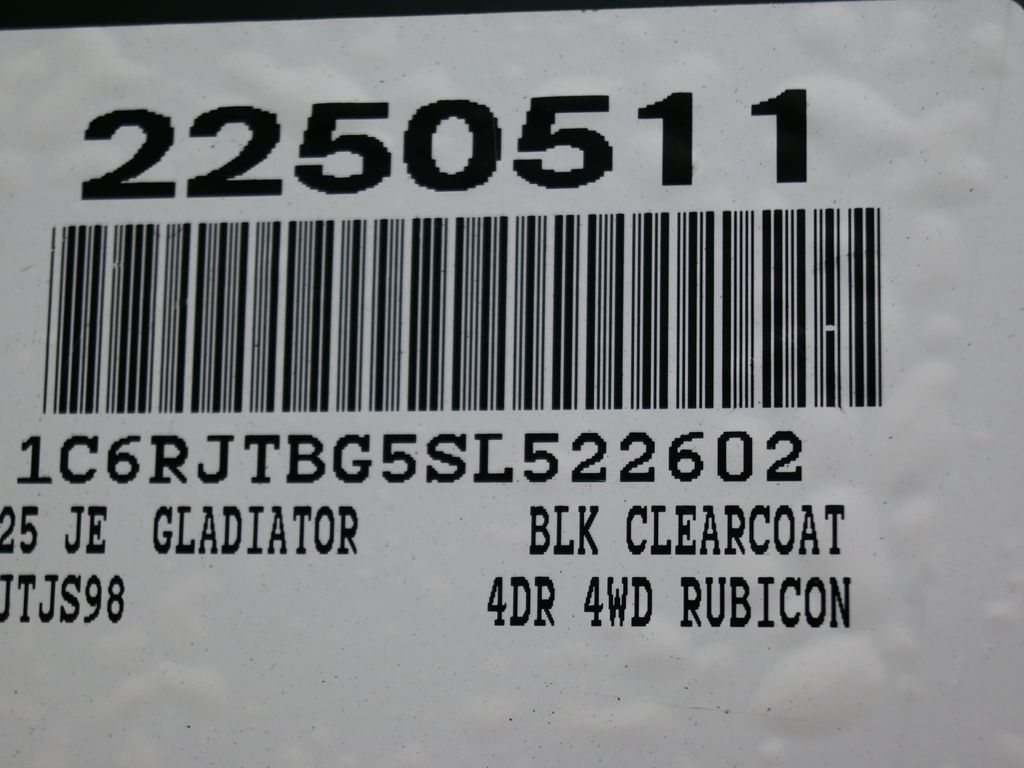 2250511
1C6RJTBG5SL522602
25 JE GLADIATOR BLK CLEARCOAT
JTJS98 4DR 4WD RUBICON